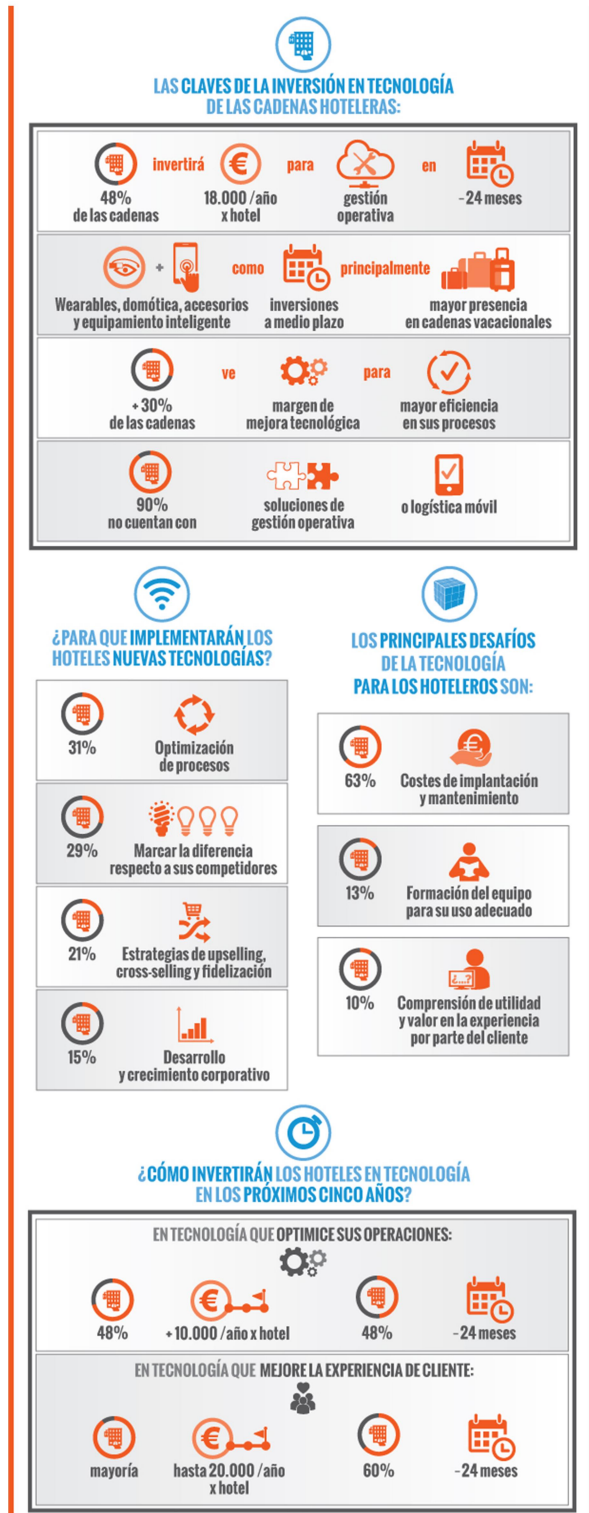 LAS CLAVES DE LA INVERSIÓN EN TECNOLOGÍA
DE LAS CADENAS HOTELERAS:
48%
de las cadenas
invertirá
18.000 /año
x hotel
para
gestión
operativa
en
-24 meses
+
Wearables, domótica, accesorios
y equipamiento inteligente
como
inversiones
a medio plazo
principalmente
mayor presencia
en cadenas vacacionales
+30%
de las cadenas
ve
margen de
mejora tecnológica
para
mayor eficiencia
en sus procesos
90%
no cuentan con
soluciones de
gestión operativa
o logística móvil
¿PARA QUE IMPLEMENTARÁN LOS
HOTELES NUEVAS TECNOLOGÍAS?
31%
Optimización
de procesos
29%
Marcar la diferencia
respecto a sus competidores
21%
Estrategias de upselling,
cross-selling y fidelización
15%
Desarrollo
y crecimiento corporativo
LOS PRINCIPALES DESAFÍOS
DE LA TECNOLOGÍA
PARA LOS HOTELEROS SON:
63%
Costes de implantación
y mantenimiento
13%
Formación del equipo
para su uso adecuado
¿...?
10%
Comprensión de utilidad
y valor en la experiencia
por parte del cliente
¿CÓMO INVERTIRÁN LOS HOTELES EN TECNOLOGÍA
EN LOS PRÓXIMOS CINCO AÑOS?
EN TECNOLOGÍA QUE OPTIMICE SUS OPERACIONES:
48%
+10.000 /año x hotel
48%
-24 meses
EN TECNOLOGÍA QUE MEJORE LA EXPERIENCIA DE CLIENTE:
mayoría
hasta 20.000 /año
x hotel
60%
-24 meses